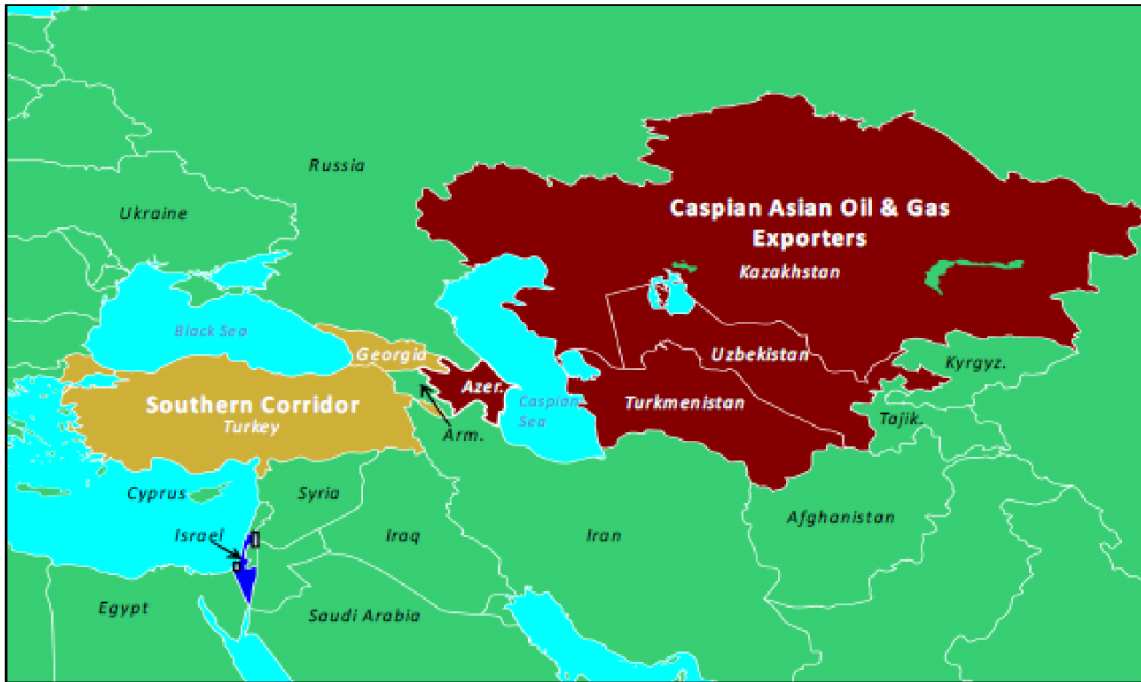 Russia
Ukraine
Caspian Asian Oil & Gas
Exporters
Kazakhstan
Black Sea
Georgia
Uzbekistan
Kyrgyz.
Azer.
Southern Corridor
Turkey
Caspian
Sea
Turkmenistan
Tajik.
Arm.
Cyprus
Syria
Afghanistan
Israel
Iraq
Iran
Egypt
Saudi Arabia